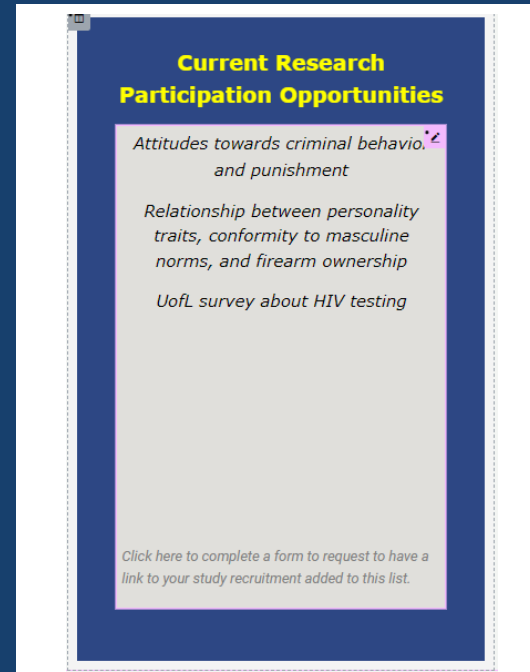 Current Research
Participation Opportunities
Attitudes towards criminal behavior
and punishment
Relationship between personality
traits, conformity to masculine
norms, and firearm ownership
UofL survey about HIV testing
Click here to complete a form to request to have a
link to your study recruitment added to this list.